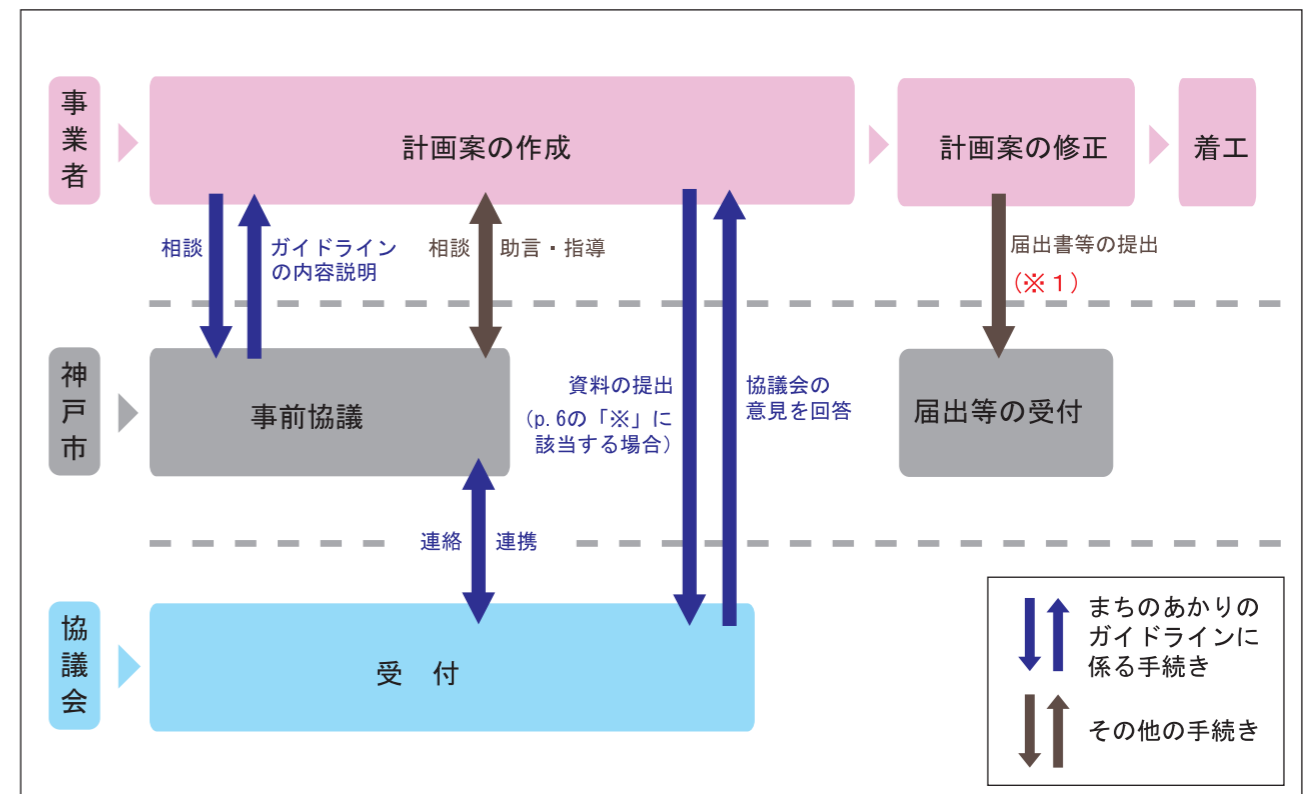 事業者
計画案の作成
計画案の修正
着工
相談
ガイドライン
の内容説明
相談
助言・指導
届出書等の提出
(※１)
神戸市
事前協議
資料の提出
(p.6の「※」に
該当する場合)
協議会の
意見を回答
届出等の受付
連絡
連携
協議会
受　付
まちのあかりの
ガイドラインに
係る手続き
その他の手続き